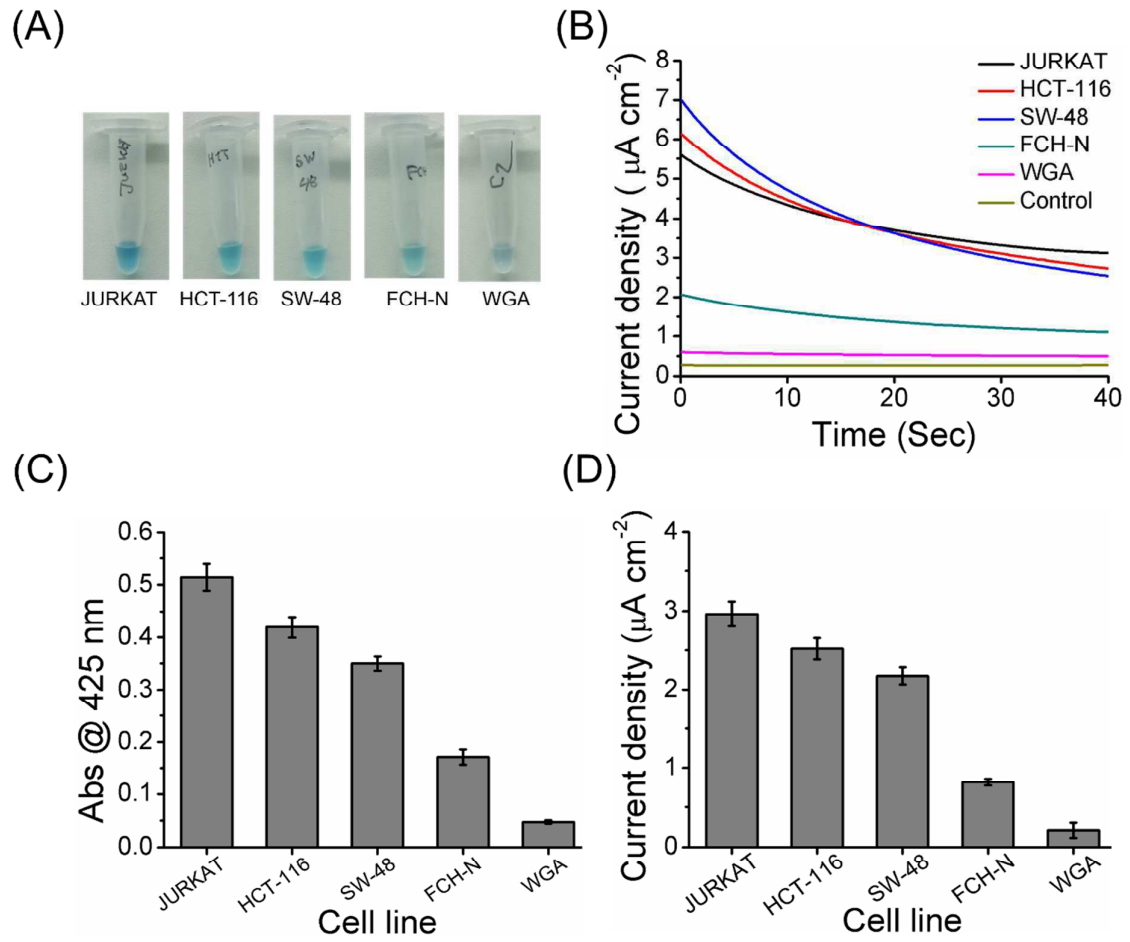 (A)
HCT
SW
48
JURKAT HCT-116 SW-48 FCH-N WGA
(B)
Current density ( μA cm-2)
8
7
6
5
4
3
2
1
0
0 10 20 30 40
Time (Sec)
JURKAT
HCT-116
SW-48
FCH-N
WGA
Control
(C)
Abs @ 425 nm
0.6
0.5
0.4
0.3
0.2
0.1
0.0
JURKAT HCT-116 SW-48 FCH-N WGA
Cell line
(D)
Current density (μA cm-2)
4
3
2
1
0
JURKAT HCT-116 SW-48 FCH-N WGA
Cell line